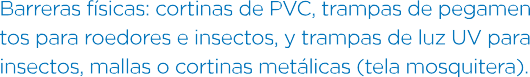 Barreras físicas: cortinas de PVC, trampas de pegamen
tos para roedores e insectos, y trampas de luz UV para
insectos, mallas o cortinas metálicas (tela mosquitera)